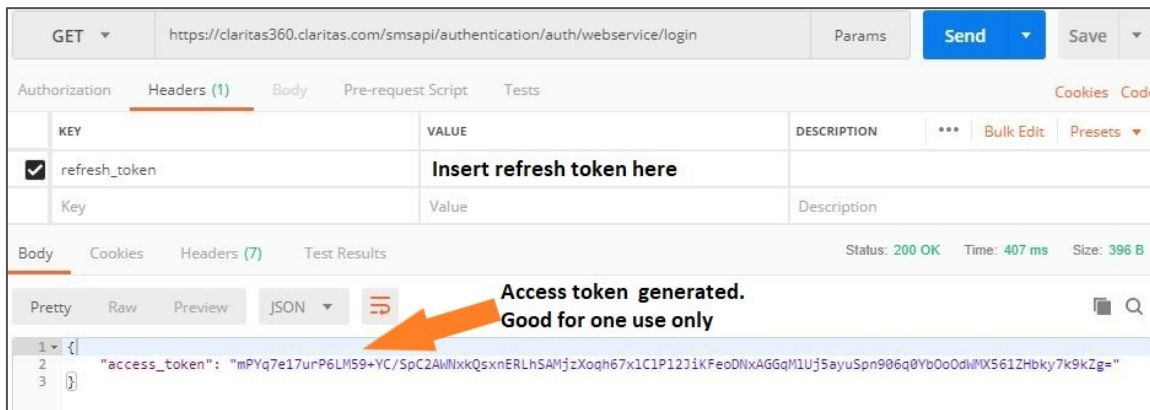 GET https://claritas360.claritas.com/smsapi/authentication/auth/webservice/login Params Send Save
Authorization Headers (1) Body Pre-request Script Tests Cookies Code
KEY VALUE DESCRIPTION ••• Bulk Edit Presets
refresh_token Insert refresh token here
Key Value Description
Body Cookies Headers (7) Test Results Status: 200 OK Time: 407 ms Size: 396 B
Pretty Raw Preview JSON
Access token generated.
Good for one use only
1 {
2 "access_token": "mPYq7e17urP6LM59+YC/SpC2AWNxkQsxnERLhSAMjzXoqh67x1C1P12JiKFeoDNxAGGqM1Uj5ayuSpn906q0YbOoOdWMX561ZHbky7k9kZg="
3 }